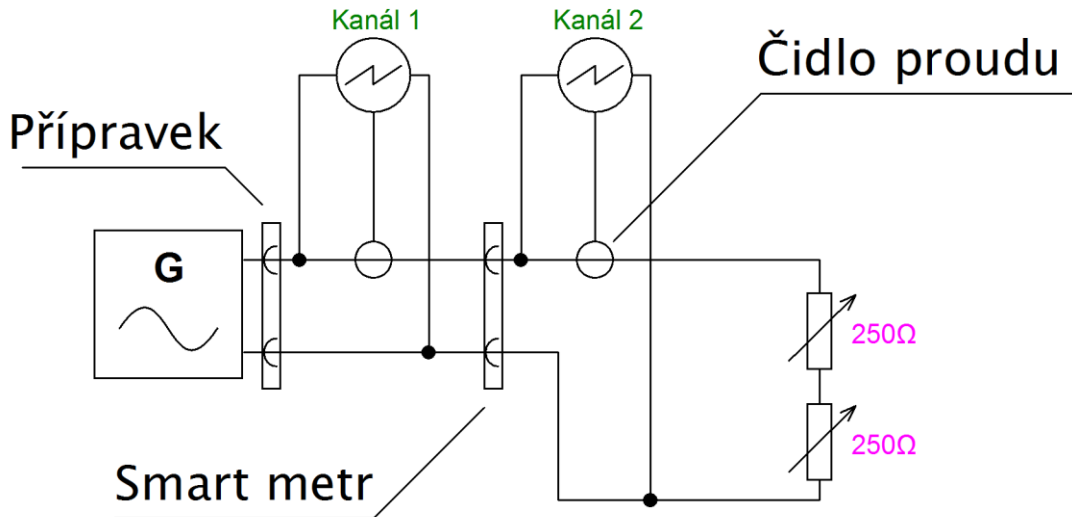 Kanál 1
Kanál 2
Čidlo proudu
Přípravek
G
250Ω
250Ω
Smart metr